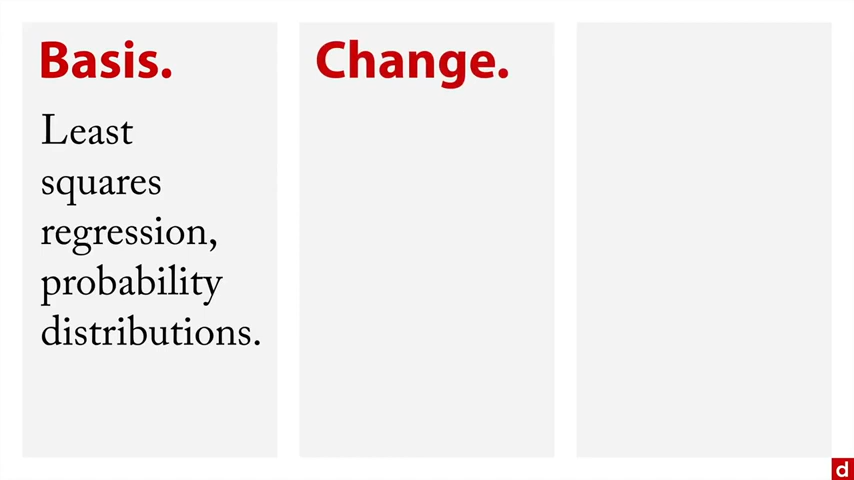 Basis.
Least
squares
regression,
probability
distributions.
Change.
d